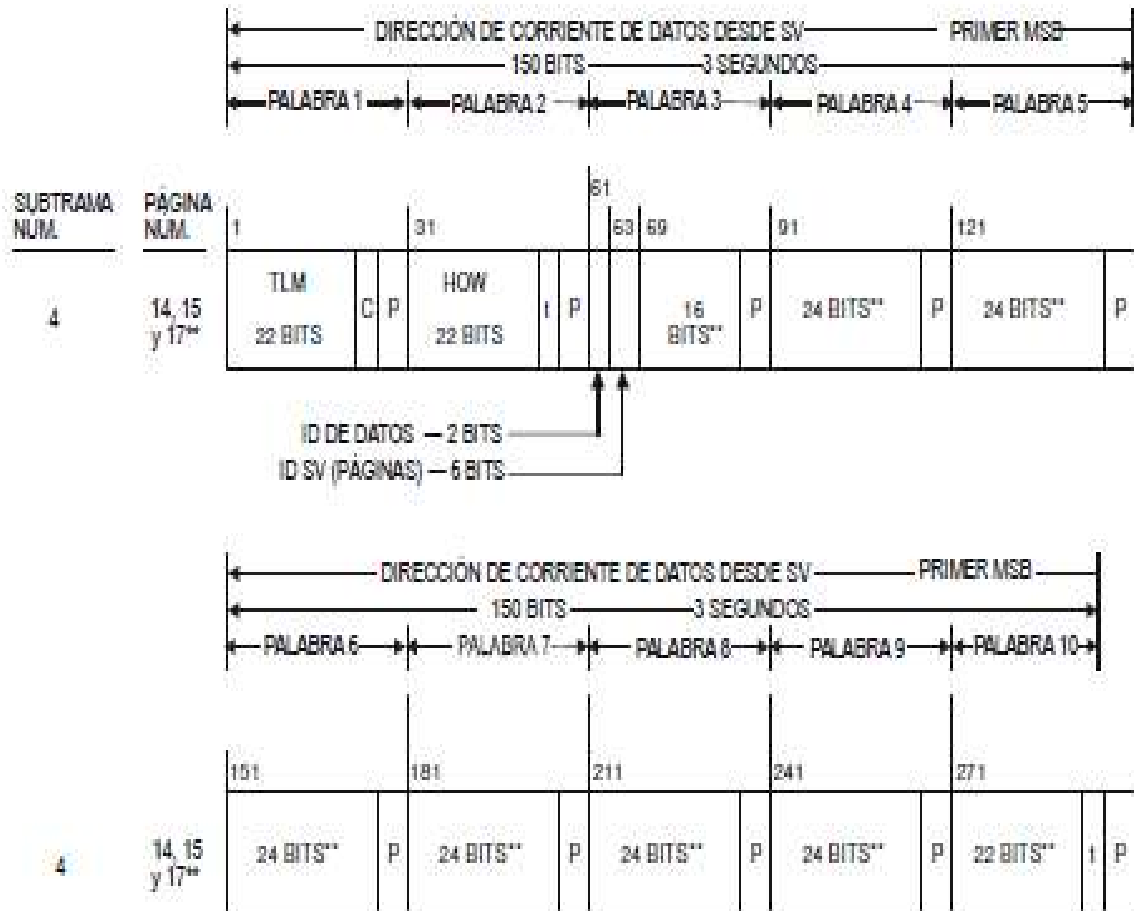 DIRECCIÓN DE CORRIENTE DE DATOS DESDE SV PRIMER MSB
150 BITS 3 SEGUNDOS
PALABRA 1 PALABRA 2 PALABRA 3 PALABRA 4 PALABRA 5
SUBTRAMA NUM. PÁGINA NUM.
1 31 61 63 69 91 121
4
14, 15 y 17**
TLM 22 BITS C P HOW 22 BITS t P 16 BITS** P 24 BITS** P 24 BITS** P
ID DE DATOS — 2 BITS
ID SV (PÁGINAS) — 6 BITS
DIRECCIÓN DE CORRIENTE DE DATOS DESDE SV PRIMER MSB
150 BITS 3 SEGUNDOS
PALABRA 6 PALABRA 7 PALABRA 8 PALABRA 9 PALABRA 10
151 181 211 241 271
4
14, 15 y 17**
24 BITS** P 24 BITS** P 24 BITS** P 24 BITS** P 22 BITS** t P